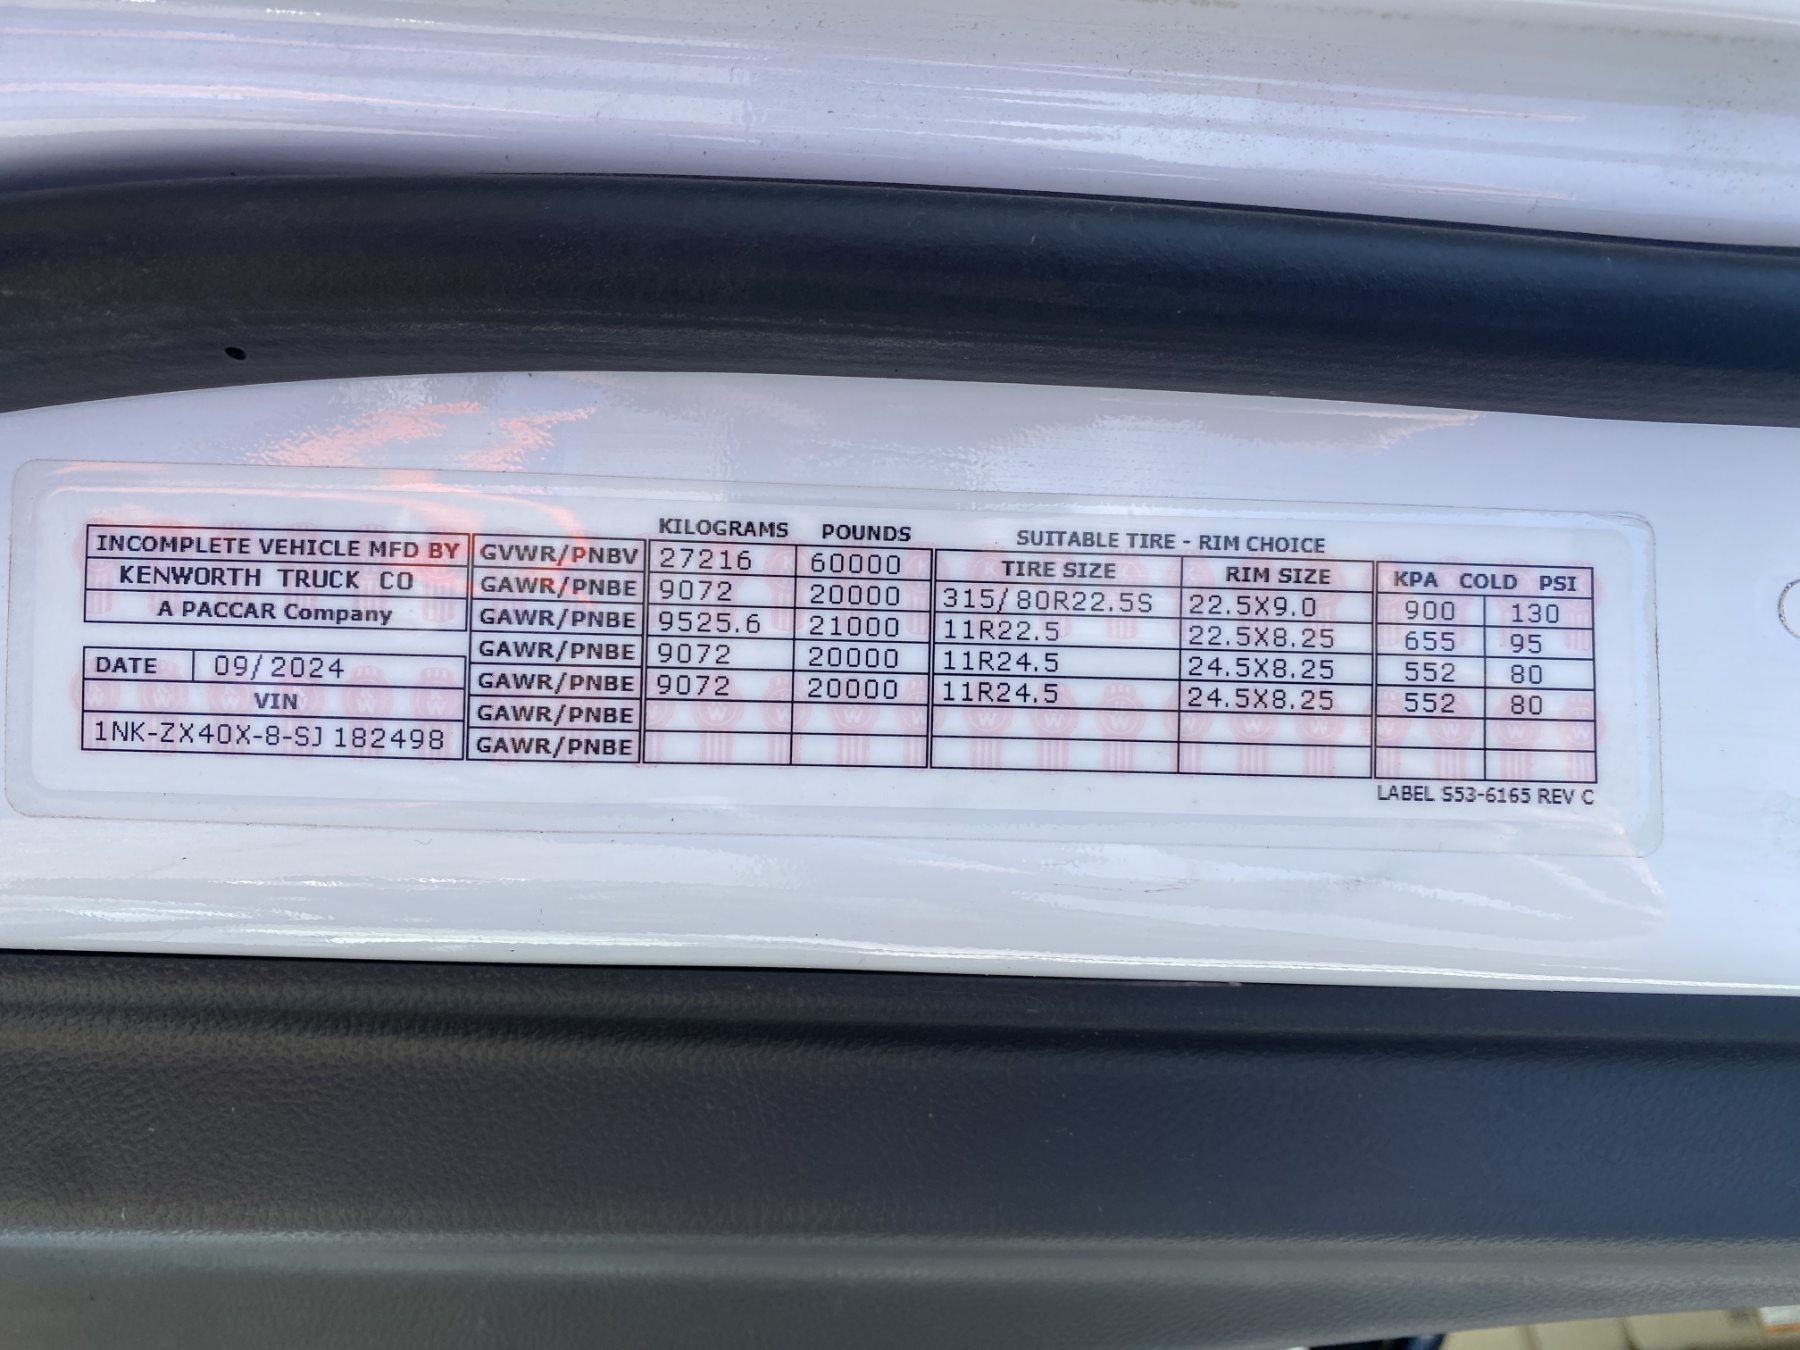 KILOGRAMS POUNDS SUITABLE TIRE - RIM CHOICE
INCOMPLETE VEHICLE MFD BY
KENWORTH TRUCK CO
A PACCAR Company
DATE 09/2024
VIN
1NK-ZX40X-8-SJ182498
GVWR/PNBV 27216 60000 TIRE SIZE RIM SIZE KPA COLD PSI
GAWR/PNBE 9072 20000 315/80R22.5S 22.5X9.0 900 130
GAWR/PNBE 9525.6 21000 11R22.5 22.5X8.25 655 95
GAWR/PNBE 9072 20000 11R24.5 24.5X8.25 552 80
GAWR/PNBE 9072 20000 11R24.5 24.5X8.25 552 80
GAWR/PNBE
GAWR/PNBE
LABEL S53-6165 REV C